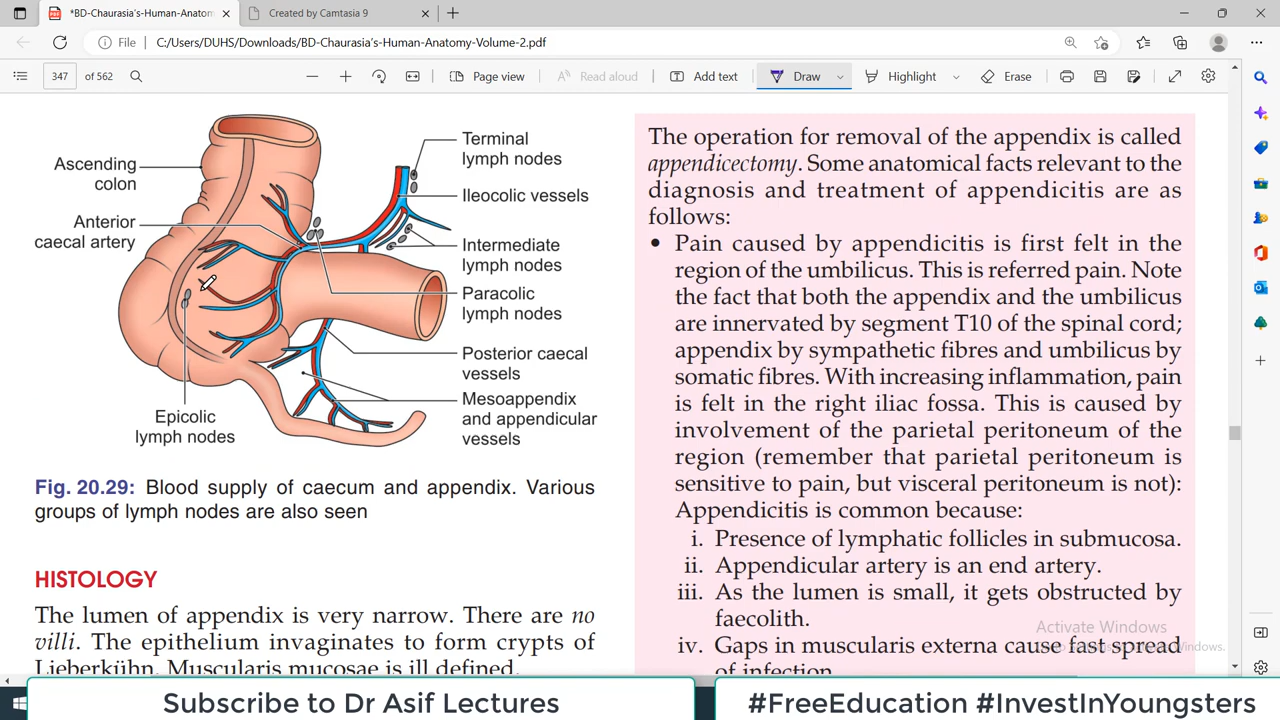 *BD-Chaurasia's-Human-Anatom
Created by Camtasia 9
File
C:/Users/DUHS/Downloads/BD-Chaurasia's-Human-Anatomy-Volume-2.pdf
347 of 562
Page view
Read aloud
Add text
Draw
Highlight
Erase
Ascending
colon
Anterior
caecal artery
Terminal
lymph nodes
Ileocolic vessels
Intermediate
lymph nodes
Paracolic
lymph nodes
Posterior caecal
vessels
Mesoappendix
and appendicular
vessels
Epicolic
lymph nodes
Fig. 20.29: Blood supply of caecum and appendix. Various
groups of lymph nodes are also seen
HISTOLOGY
The lumen of appendix is very narrow. There are no
villi. The epithelium invaginates to form crypts of
Lieberkühn. Muscularis mucosae is ill defined.
The operation for removal of the appendix is called
appendicectomy. Some anatomical facts relevant to the
diagnosis and treatment of appendicitis are as
follows:
• Pain caused by appendicitis is first felt in the
region of the umbilicus. This is referred pain. Note
the fact that both the appendix and the umbilicus
are innervated by segment T10 of the spinal cord;
appendix by sympathetic fibres and umbilicus by
somatic fibres. With increasing inflammation, pain
is felt in the right iliac fossa. This is caused by
involvement of the parietal peritoneum of the
region (remember that parietal peritoneum is
sensitive to pain, but visceral peritoneum is not):
Appendicitis is common because:
i. Presence of lymphatic follicles in submucosa.
ii. Appendicular artery is an end artery.
iii. As the lumen is small, it gets obstructed by
faecolith.
iv. Gaps in muscularis externa cause fast spread
of infection.
Activate Windows
Subscribe to Dr Asif Lectures
#FreeEducation #InvestInYoungsters